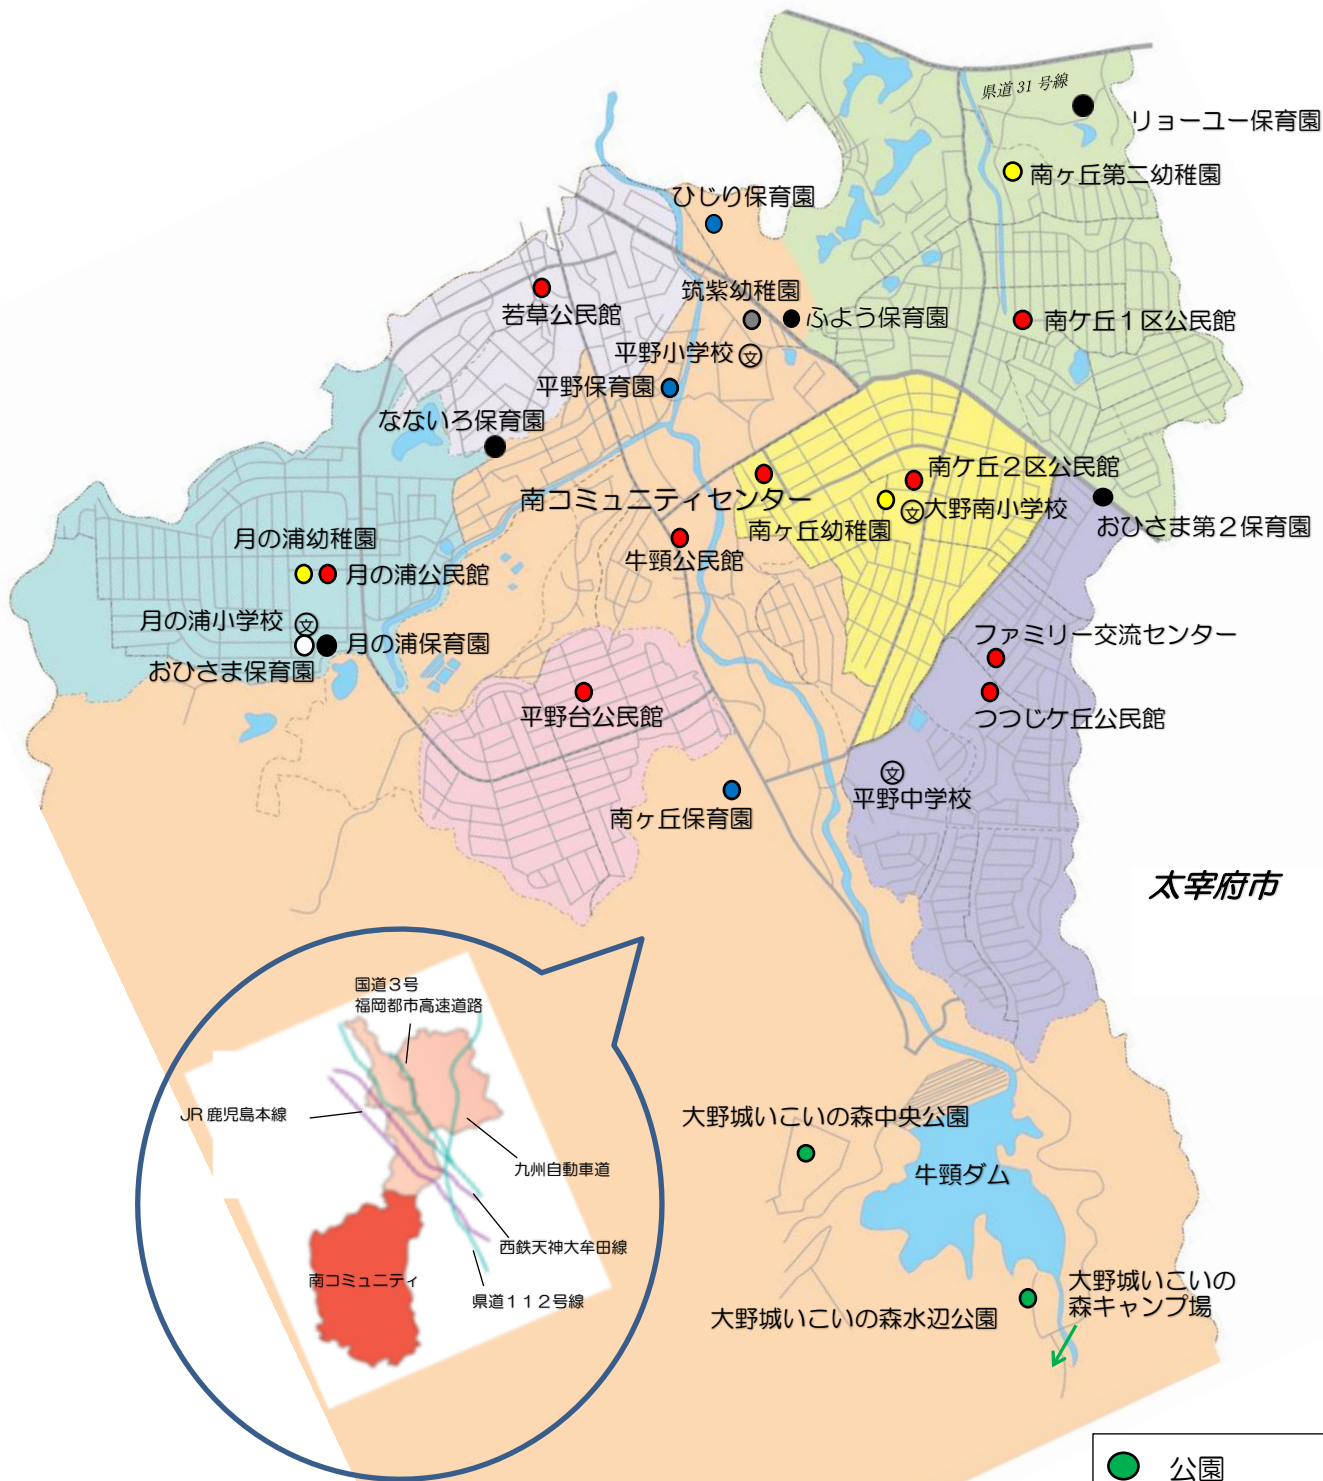 県道31号線
リョーユー保育園
南ヶ丘第二幼稚園
ひじり保育園
筑紫幼稚園
ふよう保育園
若草公民館
南ケ丘1区公民館
平野小学校
文
平野保育園
なないろ保育園
南ケ丘2区公民館
南コミュニティセンター
文
大野南小学校
南ヶ丘幼稚園
おひさま第2保育園
月の浦幼稚園
牛頸公民館
月の浦公民館
月の浦小学校
文
月の浦保育園
おひさま保育園
ファミリー交流センター
平野台公民館
つつじケ丘公民館
文
平野中学校
南ヶ丘保育園
太宰府市
国道3号
福岡都市高速道路
JR鹿児島本線
九州自動車道
西鉄天神大牟田線
南コミュニティ
県道112号線
大野城いこいの森中央公園
牛頸ダム
大野城いこいの
森キャンプ場
大野城いこいの森水辺公園
公園